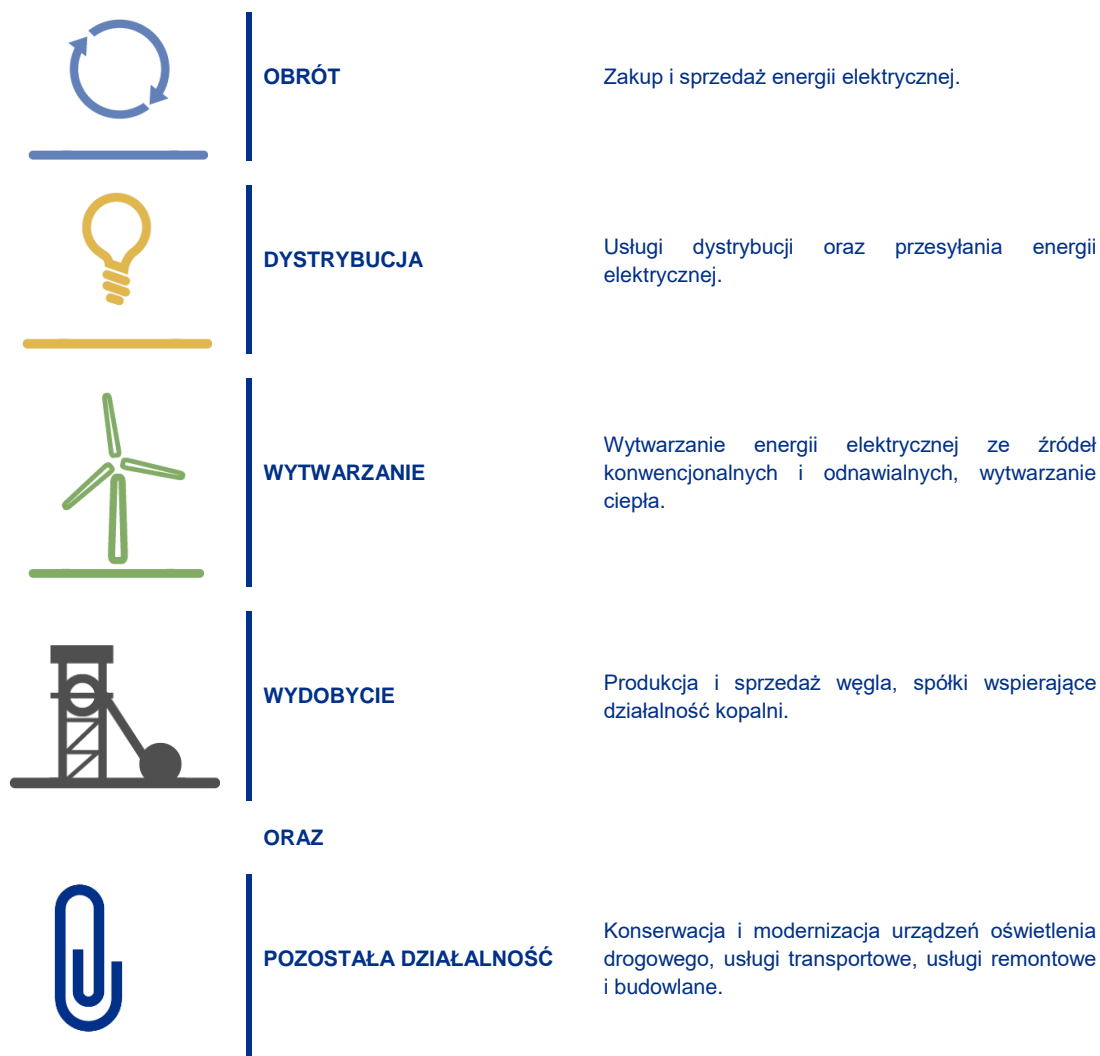 OBRÓT
Zakup i sprzedaż energii elektrycznej.
DYSTRYBUCJA
Usługi dystrybucji oraz przesyłania energii
elektrycznej.
WYTWARZANIE
Wytwarzanie energii elektrycznej ze źródeł
konwencjonalnych i odnawialnych, wytwarzanie
ciepła.
WYDOBYCIE
Produkcja i sprzedaż węgla, spółki wspierające
działalność kopalni.
ORAZ
POZOSTAŁA DZIAŁALNOŚĆ
Konserwacja i modernizacja urządzeń oświetlenia
drogowego, usługi transportowe, usługi remontowe
i budowlane.